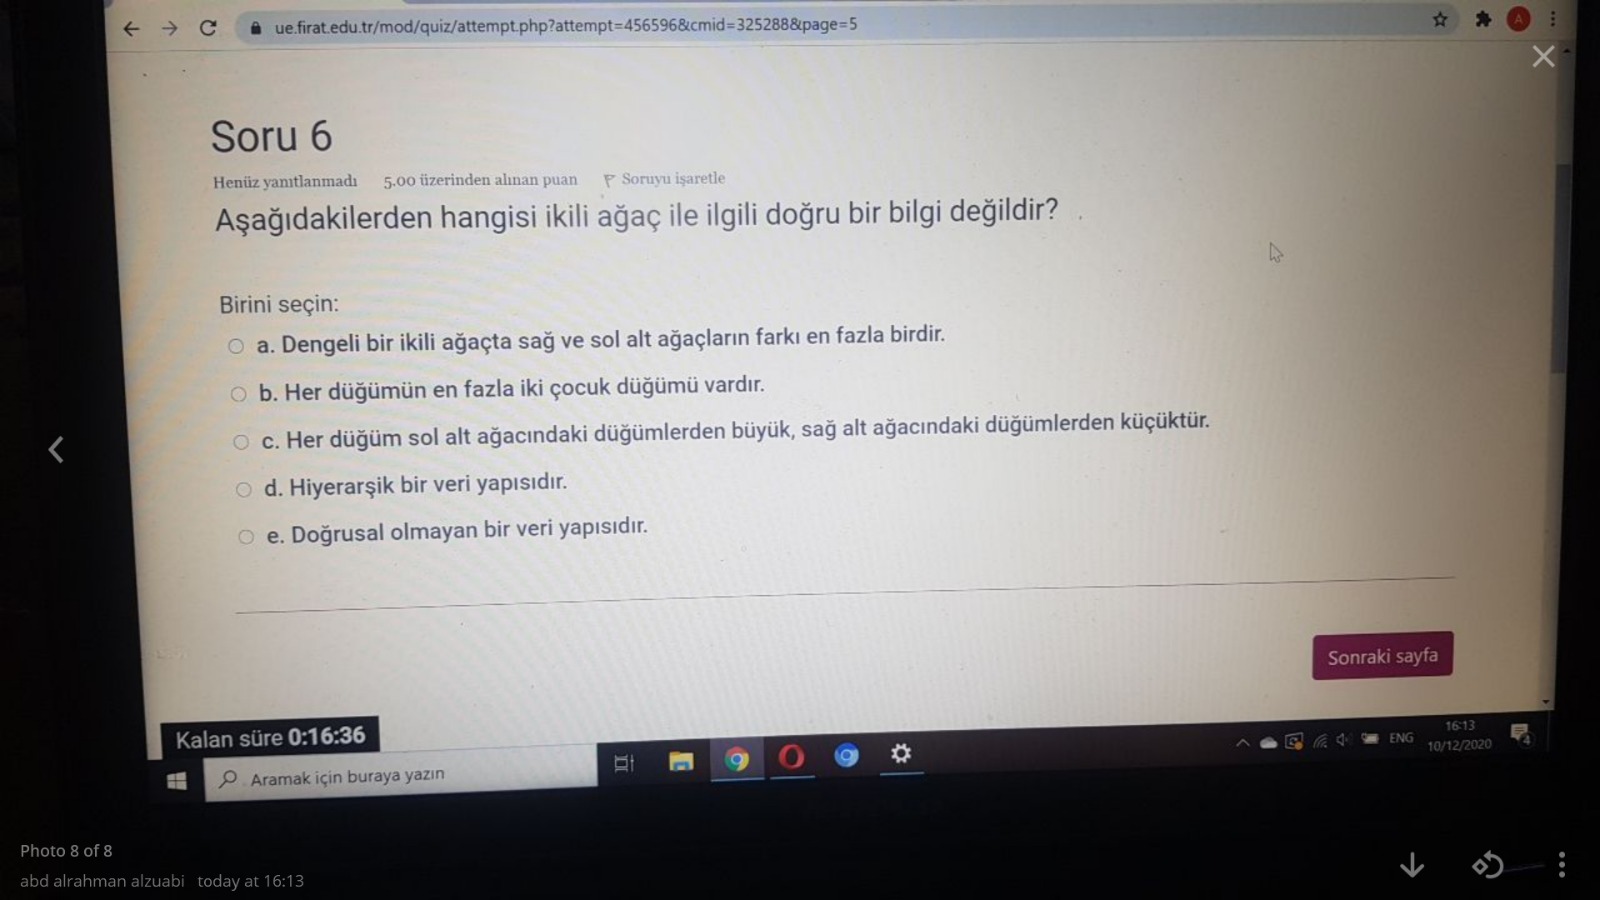 ue.firat.edu.tr/mod/quiz/attempt.php?attempt=456596&cmid=325288&page=5
A
Soru 6
Henüz yanıtlanmadı 5.00 üzerinden alınan puan Soruyu işaretle
Aşağıdakilerden hangisi ikili ağaç ile ilgili doğru bir bilgi değildir?
Birini seçin:
a. Dengeli bir ikili ağaçta sağ ve sol alt ağaçların farkı en fazla birdir.
b. Her düğümün en fazla iki çocuk düğümü vardır.
c. Her düğüm sol alt ağacındaki düğümlerden büyük, sağ alt ağacındaki düğümlerden küçüktür.
d. Hiyerarşik bir veri yapısıdır.
e. Doğrusal olmayan bir veri yapısıdır.
Sonraki sayfa
Kalan süre 0:16:36
Aramak için buraya yazın
ENG
16:13
10/12/2020
4
Photo 8 of 8
abd alrahman alzuabi today at 16:13